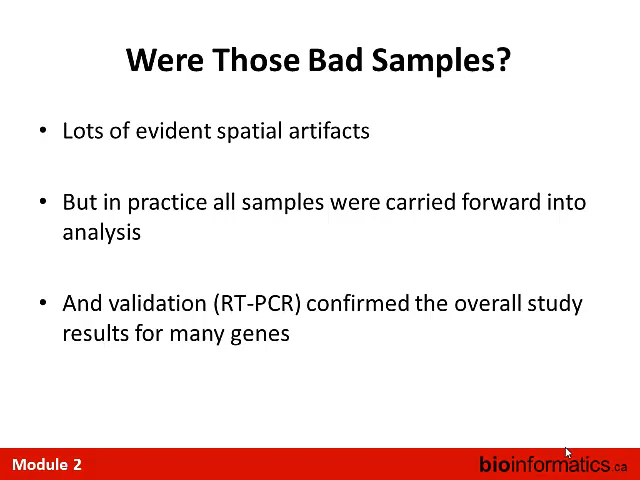 Were Those Bad Samples?
• Lots of evident spatial artifacts
• But in practice all samples were carried forward into
analysis
• And validation (RT-PCR) confirmed the overall study
results for many genes
Module 2
bioinformatics.ca